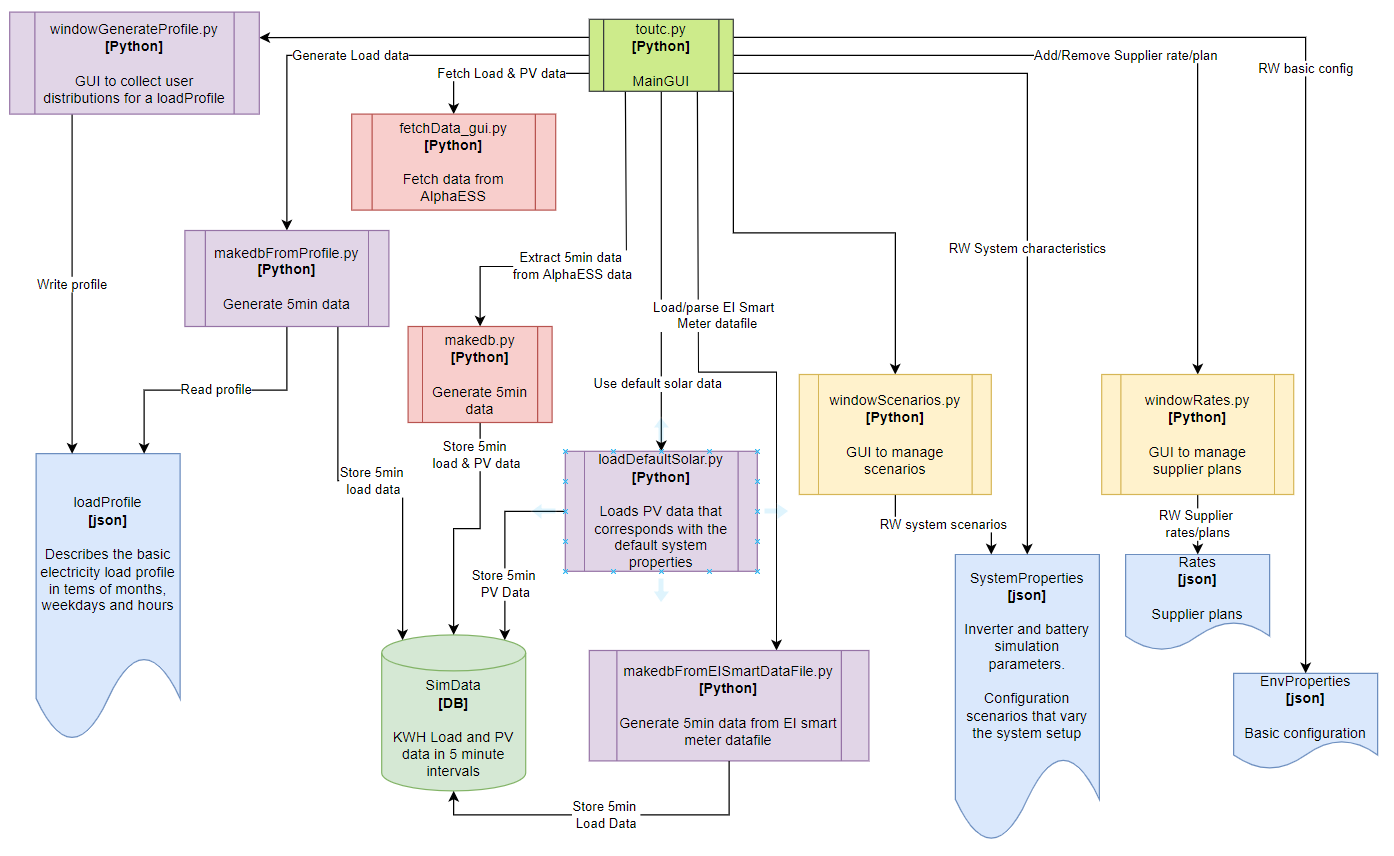 windowGenerateProfile.py
[Python]
GUI to collect user
distributions for a loadProfile
toutc.py
[Python]
MainGUI
Generate Load data
Fetch Load & PV data
Add/Remove Supplier rate/plan
RW basic config
fetchData_gui.py
[Python]
Fetch data from
AlphaESS
makedbFromProfile.py
[Python]
Generate 5min data
Write profile
Extract 5min data
from AlphaESS data
RW System characteristics
Load/parse EI Smart
Meter datafile
makedb.py
[Python]
Generate 5min
data
Read profile
Use default solar data
windowScenarios.py
[Python]
GUI to manage
scenarios
windowRates.py
[Python]
GUI to manage
supplier plans
Store 5min
load data
Store 5min
load & PV data
loadDefaultSolar.py
[Python]
Loads PV data that
corresponds with the
default system
properties
loadProfile
[json]
Describes the basic
electricity load profile
in tems of months,
weekdays and hours
RW system scenarios
RW Supplier
rates/plans
Store 5min
PV Data
SystemProperties
[json]
Inverter and battery
simulation
parameters.
Configuration
scenarios that vary
the system setup
Rates
[json]
Supplier plans
SimData
[DB]
KWH Load and PV
data in 5 minute
intervals
makedbFromEISmartDataFile.py
[Python]
Generate 5min data from EI smart
meter datafile
EnvProperties
[json]
Basic configuration
Store 5min
Load Data